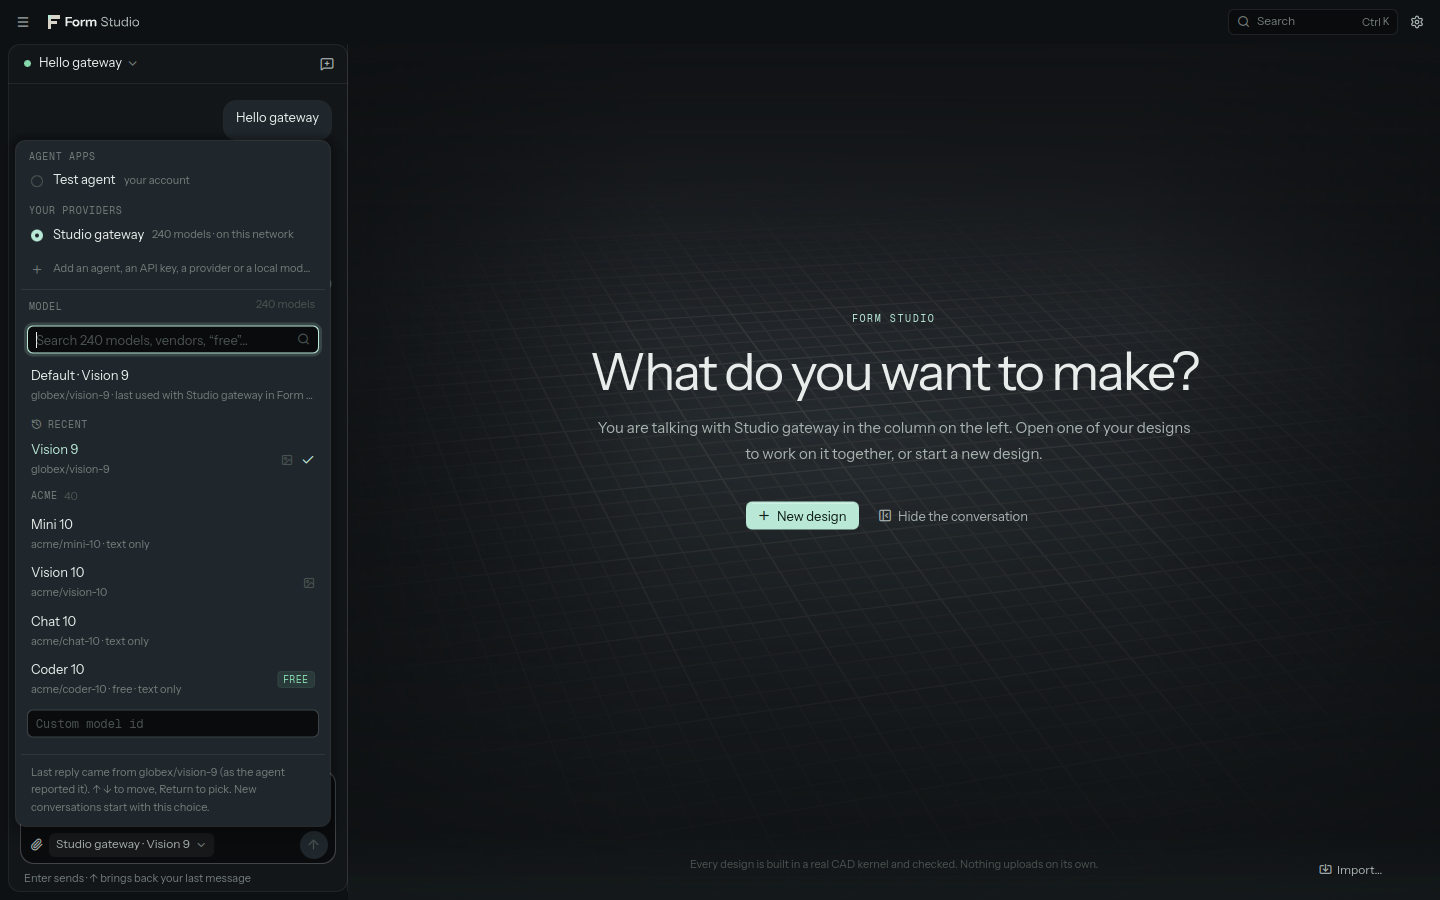 Form Studio
Search Ctrl K
Hello gateway
Hello gateway
AGENT APPS
Test agent your account
YOUR PROVIDERS
Studio gateway 240 models · on this network
Add an agent, an API key, a provider or a local mod...
MODEL 240 models
Search 240 models, vendors, “free”...
Default · Vision 9
globex/vision-9 · last used with Studio gateway in Form ...
RECENT
Vision 9
globex/vision-9
ACME 40
Mini 10
acme/mini-10 · text only
Vision 10
acme/vision-10
Chat 10
acme/chat-10 · text only
Coder 10
acme/coder-10 · free · text only
FREE
Custom model id
Last reply came from globex/vision-9 (as the agent
reported it). ↑ ↓ to move, Return to pick. New
conversations start with this choice.
Studio gateway · Vision 9
Enter sends · ↑ brings back your last message
FORM STUDIO
What do you want to make?
You are talking with Studio gateway in the column on the left. Open one of your designs
to work on it together, or start a new design.
New design
Hide the conversation
Every design is built in a real CAD kernel and checked. Nothing uploads on its own.
Import...